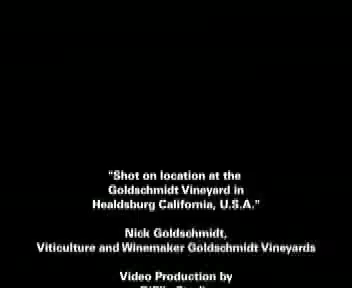 "Shot on location at the
Goldschmidt Vineyard in
Healdsburg California, U.S.A."
Nick Goldschmidt,
Viticulture and Winemaker Goldschmidt Vineyards
Video Production by